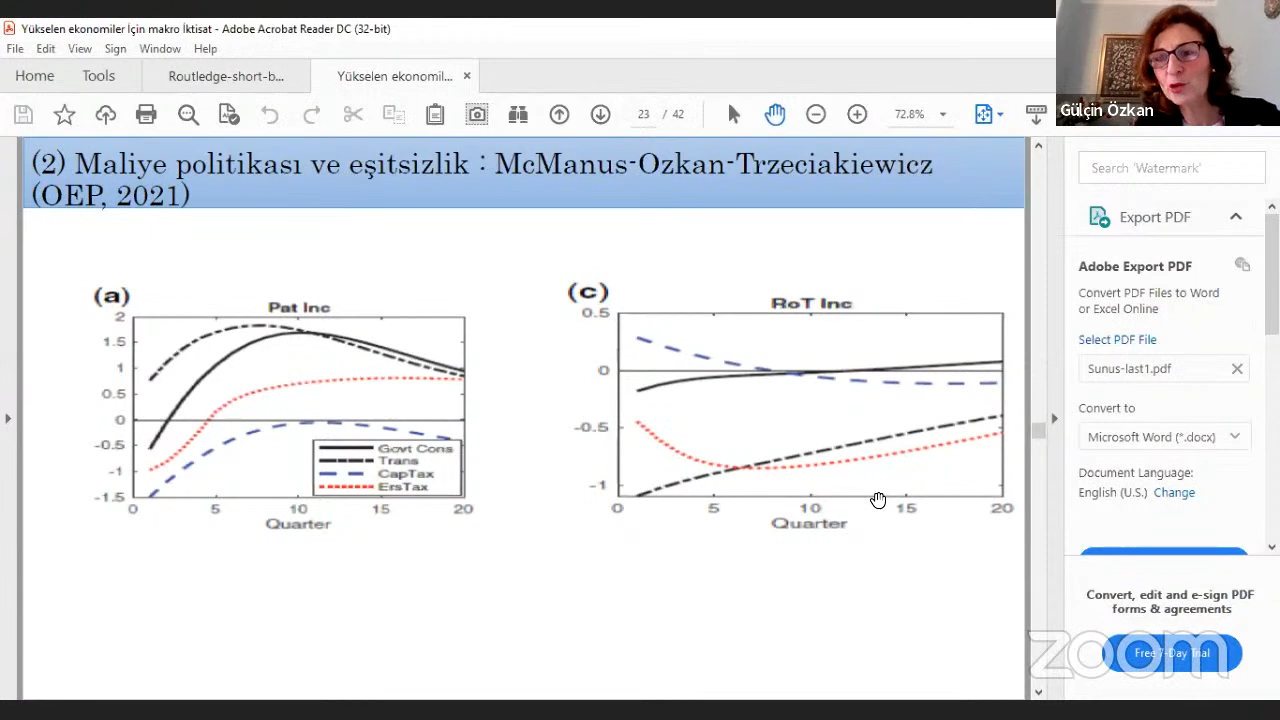 Yükselen ekonomiler İçin makro İktisat - Adobe Acrobat Reader DC (32-bit)
File Edit View Sign Window Help
Home Tools Routledge-short-b... Yükselen ekonomil... ×
23 / 42 72.8%
Gülçin Özkan
(2) Maliye politikası ve eşitsizlik : McManus-Ozkan-Trzeciakiewicz
(OEP, 2021)
(a)
Pat Inc
2
1.5
1
0.5
0
-0.5
-1
-1.5
Govt Cons
Trans
CapTax
ErsTax
0 5 10 15 20
Quarter
(c)
RoT Inc
0.5
0
-0.5
-1
0 5 10 15 20
Quarter
Search 'Watermark'
Export PDF
Adobe Export PDF
Convert PDF Files to Word
or Excel Online
Select PDF File
Sunus-last1.pdf
Convert to
Microsoft Word (*.docx)
Document Language:
English (U.S.) Change
Convert, edit and e-sign PDF
forms & agreements
Free 7-Day Trial
zoom